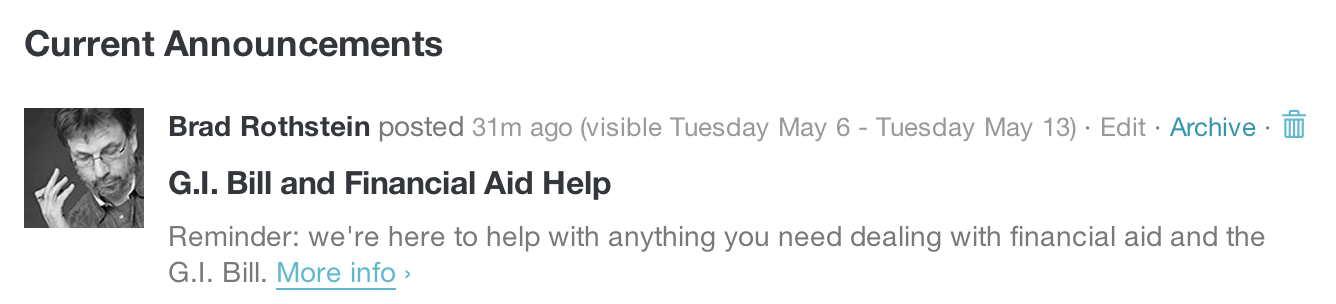 Current Announcements
Brad Rothstein posted 31m ago (visible Tuesday May 6 - Tuesday May 13) · Edit · Archive ·
G.I. Bill and Financial Aid Help
Reminder: we're here to help with anything you need dealing with financial aid and the
G.I. Bill. More info ›